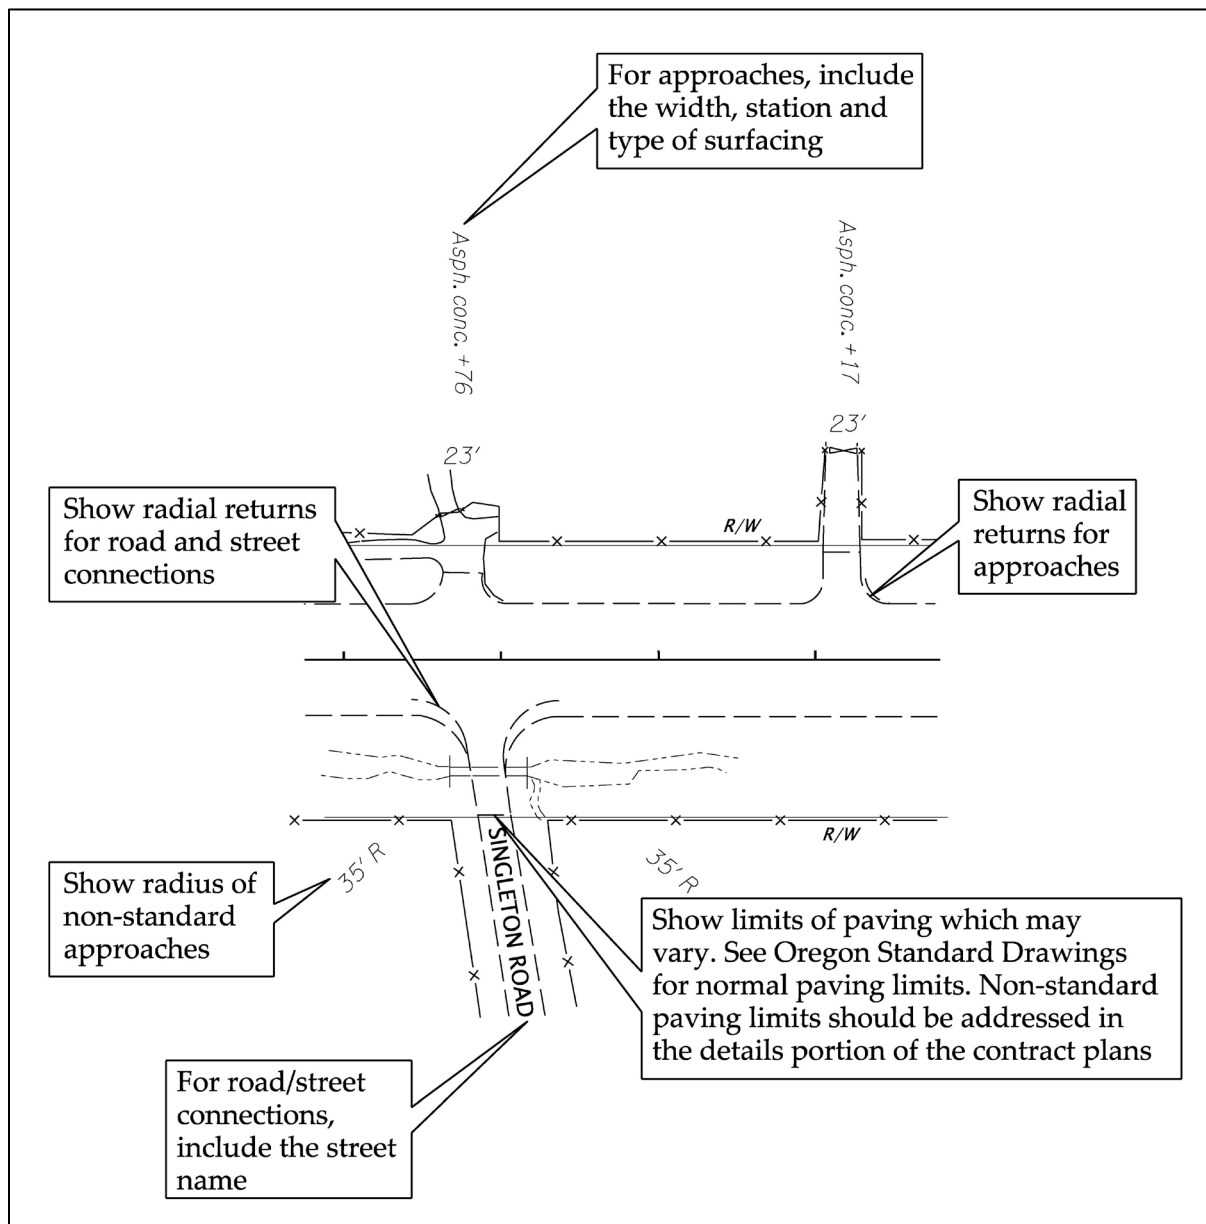 For approaches, include
the width, station and
type of surfacing
Asph. conc. +76
Asph. conc. +17
23'
23'
Show radial returns
for road and street
connections
R/W
Show radial
returns for
approaches
R/W
35' R
35' R
SINGLETON ROAD
Show radius of
non-standard
approaches
Show limits of paving which may
vary. See Oregon Standard Drawings
for normal paving limits. Non-standard
paving limits should be addressed in
the details portion of the contract plans
For road/street
connections,
include the street
name